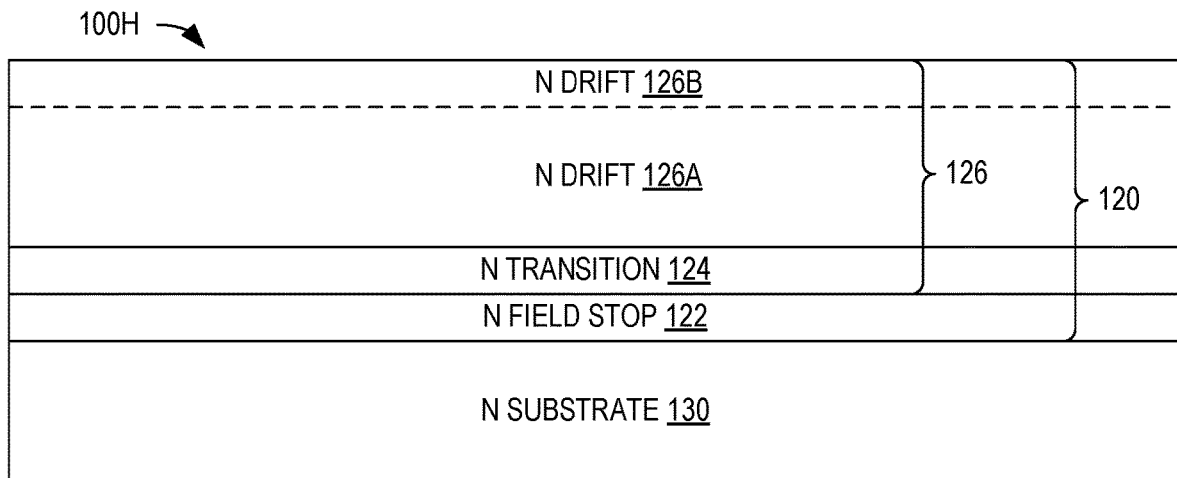 100H
N DRIFT 126B
N DRIFT 126A
126
120
N TRANSITION 124
N FIELD STOP 122
N SUBSTRATE 130